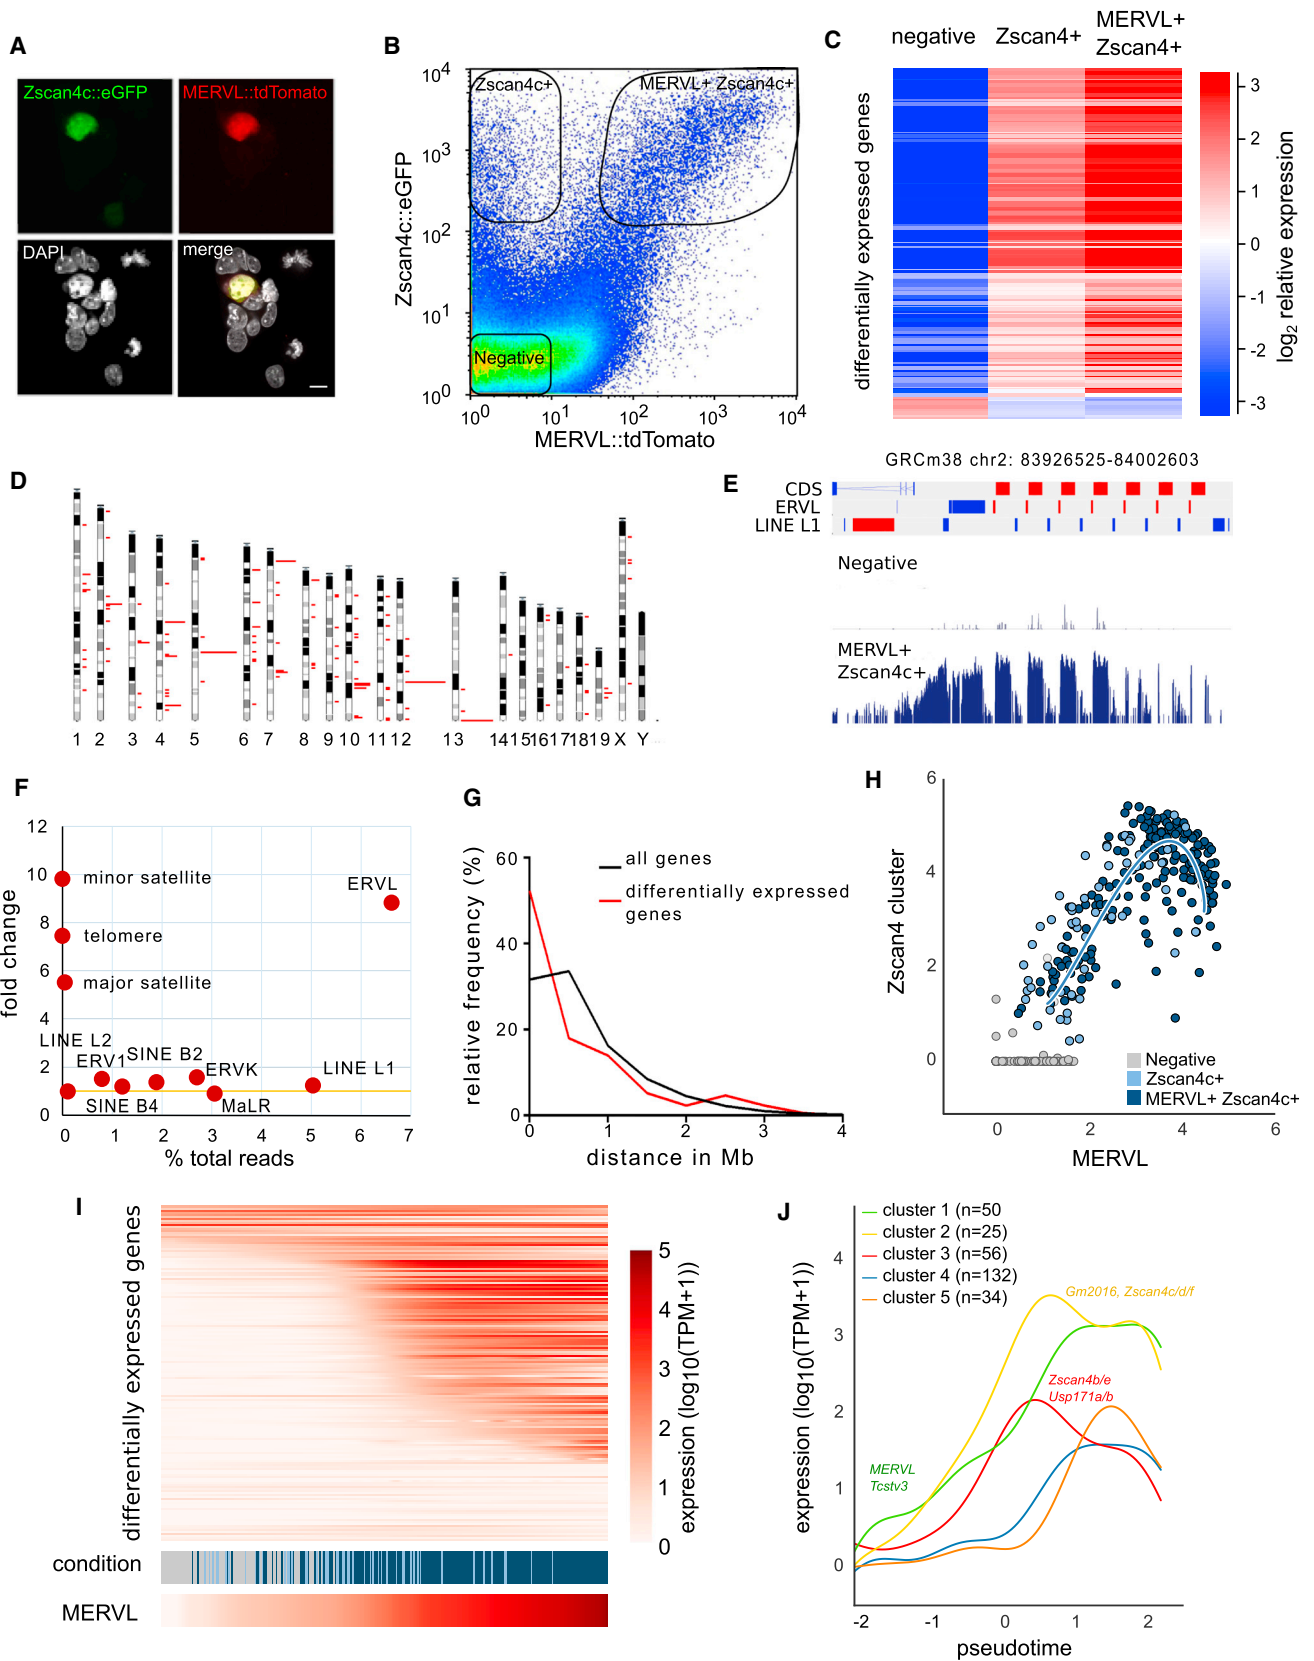 A
Zscan4c::eGFP
MERVL::tdTomato
DAPI
merge
B
Zscan4c::eGFP
10^4
10^3
10^2
10^1
10^0
Zscan4c+
MERVL+ Zscan4c+
Negative
10^0 10^1 10^2 10^3 10^4
MERVL::tdTomato
C
negative
Zscan4+
MERVL+
Zscan4+
differentially expressed genes
3
2
1
0
-1
-2
-3
log2 relative expression
D
1 2 3 4 5 6 7 8 9 10 11 12 13 14 15 16 17 18 19 X Y
E
GRCm38 chr2: 83926525-84002603
CDS
ERVL
LINE L1
Negative
MERVL+
Zscan4c+
F
fold change
12
10
8
6
4
2
0
minor satellite
telomere
major satellite
ERVL
LINE L2
ERV1
SINE B2
ERVK
LINE L1
SINE B4
MaLR
0 1 2 3 4 5 6 7
% total reads
G
relative frequency (%)
60
40
20
0
all genes
differentially expressed
genes
0 1 2 3 4
distance in Mb
H
Zscan4 cluster
6
4
2
0
Negative
Zscan4c+
MERVL+ Zscan4c+
0 2 4 6
MERVL
I
differentially expressed genes
5
4
3
2
1
0
expression (log10(TPM+1))
condition
MERVL
J
expression (log10(TPM+1))
cluster 1 (n=50
cluster 2 (n=25)
cluster 3 (n=56)
cluster 4 (n=132)
cluster 5 (n=34)
4
3
2
1
0
Gm2016, Zscan4c/d/f
Zscan4b/e
Usp171a/b
MERVL
Tcstv3
-2 -1 0 1 2
pseudotime